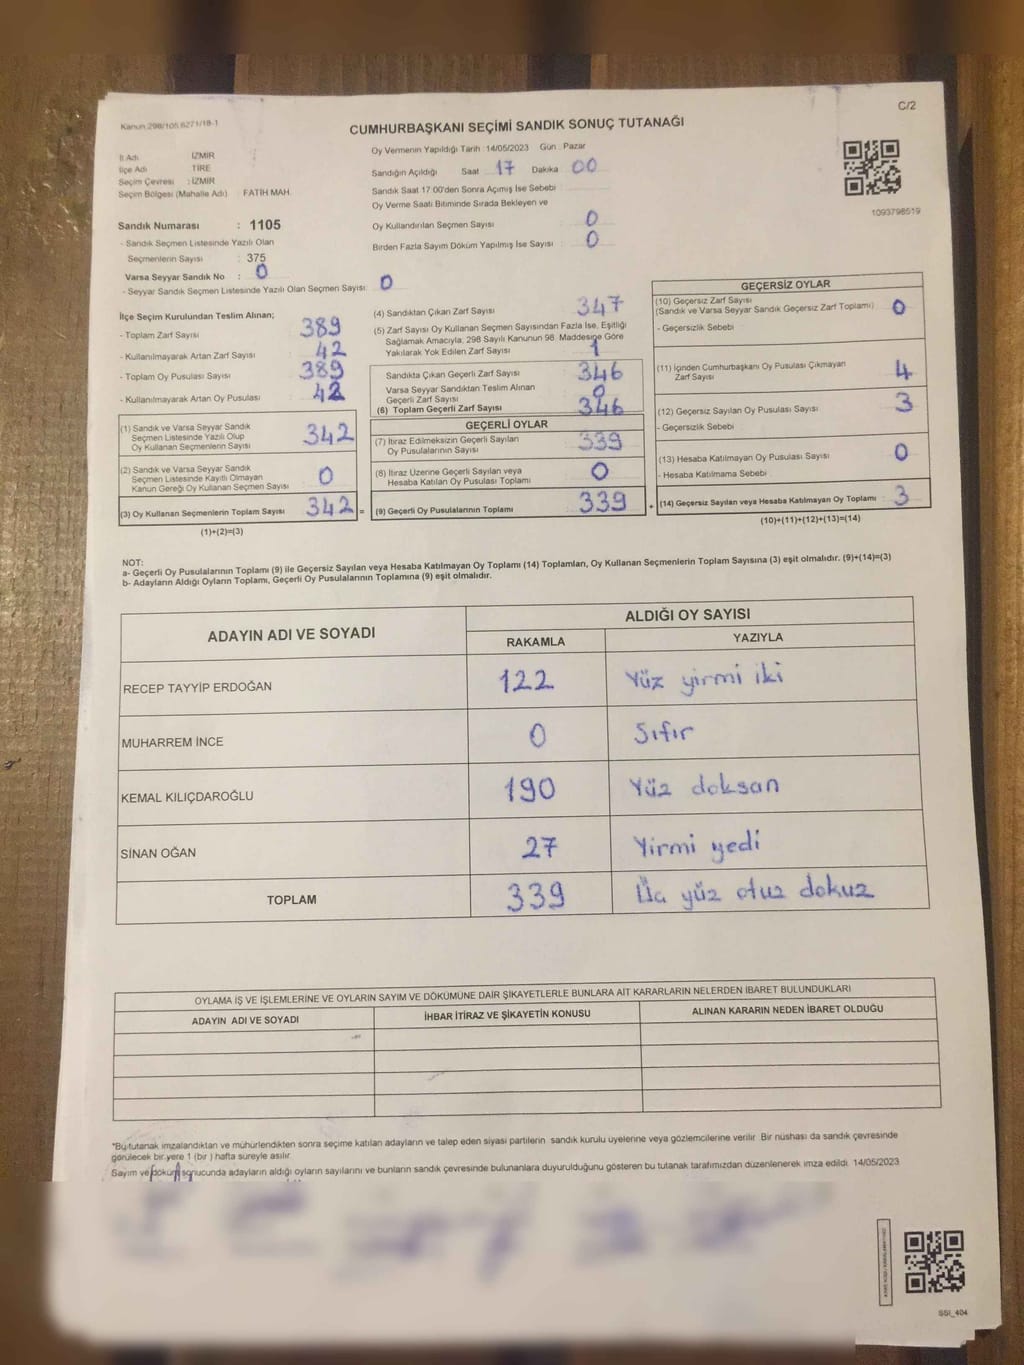 C/2
Kanun 298/105,6271/18-1
CUMHURBAŞKANI SEÇİMİ SANDIK SONUÇ TUTANAĞI
İl Adı İZMİR
İlçe Adı TİRE
Seçim Çevresi : İZMİR
Seçim Bölgesi (Mahalle Adı) FATİH MAH.
Oy Vermenin Yapıldığı Tarih :14/05/2023 Gün : Pazar
Sandığın Açıldığı Saat 17 Dakika 00
Sandık Saat 17:00'den Sonra Açılmış İse Sebebi
Oy Verme Saati Bitiminde Sırada Bekleyen ve
Oy Kullandırılan Seçmen Sayısı 0
Birden Fazla Sayım Döküm Yapılmış İse Sayısı : 0
1093798519
Sandık Numarası : 1105
- Sandık Seçmen Listesinde Yazılı Olan
Seçmenlerin Sayısı : 375
Varsa Seyyar Sandık No : 0
- Seyyar Sandık Seçmen Listesinde Yazılı Olan Seçmen Sayısı: 0
İlçe Seçim Kurulundan Teslim Alınan;
- Toplam Zarf Sayısı 389
- Kullanılmayarak Artan Zarf Sayısı 42
- Toplam Oy Pusulası Sayısı 389
- Kullanılmayarak Artan Oy Pusulası 42
(1) Sandık ve Varsa Seyyar Sandık
Seçmen Listesinde Yazılı Olup
Oy Kullanan Seçmenlerin Sayısı 342
(2) Sandık ve Varsa Seyyar Sandık
Seçmen Listesinde Kayıtlı Olmayan
Kanun Gereği Oy Kullanan Seçmen Sayısı 0
(3) Oy Kullanan Seçmenlerin Toplam Sayısı 342 =
(1)+(2)=(3)
(4) Sandıktan Çıkan Zarf Sayısı 347
(5) Zarf Sayısı Oy Kullanan Seçmen Sayısından Fazla İse, Eşitliği
Sağlamak Amacıyla, 298 Sayılı Kanunun 98. Maddesine Göre
Yakılarak Yok Edilen Zarf Sayısı 1
Sandıkta Çıkan Geçerli Zarf Sayısı 346
Varsa Seyyar Sandıktan Teslim Alınan
Geçerli Zarf Sayısı 0
(6) Toplam Geçerli Zarf Sayısı 346
GEÇERLİ OYLAR
(7) İtiraz Edilmeksizin Geçerli Sayılan
Oy Pusulalarının Sayısı 339
(8) İtiraz Üzerine Geçerli Sayılan veya
Hesaba Katılan Oy Pusulası Toplamı 0
(9) Geçerli Oy Pusulalarının Toplamı 339 +
GEÇERSİZ OYLAR
(10) Geçersiz Zarf Sayısı
(Sandık ve Varsa Seyyar Sandık Geçersiz Zarf Toplamı) 0
- Geçersizlik Sebebi
(11) İçinden Cumhurbaşkanı Oy Pusulası Çıkmayan
Zarf Sayısı 4
(12) Geçersiz Sayılan Oy Pusulası Sayısı 3
- Geçersizlik Sebebi
(13) Hesaba Katılmayan Oy Pusulası Sayısı 0
- Hesaba Katılmama Sebebi
(14) Geçersiz Sayılan veya Hesaba Katılmayan Oy Toplamı : 3
(10)+(11)+(12)+(13)=(14)
NOT:
a- Geçerli Oy Pusulalarının Toplamı (9) ile Geçersiz Sayılan veya Hesaba Katılmayan Oy Toplamı (14) Toplamları, Oy Kullanan Seçmenlerin Toplam Sayısına (3) eşit olmalıdır. (9)+(14)=(3)
b- Adayların Aldığı Oyların Toplamı, Geçerli Oy Pusulalarının Toplamına (9) eşit olmalıdır.
ADAYIN ADI VE SOYADI ALDIĞI OY SAYISI
RAKAMLA YAZIYLA
RECEP TAYYİP ERDOĞAN 122 Yüz yirmi iki
MUHARREM İNCE 0 Sıfır
KEMAL KILIÇDAROĞLU 190 Yüz doksan
SİNAN OĞAN 27 Yirmi yedi
TOPLAM 339 yüz otuz dokuz
OYLAMA İŞ VE İŞLEMLERİNE VE OYLARIN SAYIM VE DÖKÜMÜNE DAİR ŞİKAYETLERLE BUNLARA AİT KARARLARIN NELERDEN İBARET BULUNDUKLARI
ADAYIN ADI VE SOYADI İHBAR İTİRAZ VE ŞİKAYETİN KONUSU ALINAN KARARIN NEDEN İBARET OLDUĞU
*Bu tutanak imzalandıktan ve mühürlendikten sonra seçime katılan adayların ve talep eden siyasi partilerin sandık kurulu üyelerine veya gözlemcilerine verilir. Bir nüshası da sandık çevresinde
görülecek bir yere 1 (bir ) hafta süreyle asılır.
Sayım ve döküm sonucunda adayların aldığı oyların sayılarını ve bunların sandık çevresinde bulunanlara duyurulduğunu gösteren bu tutanak tarafımızdan düzenlenerek imza edildi. 14/05/2023
SSI_404